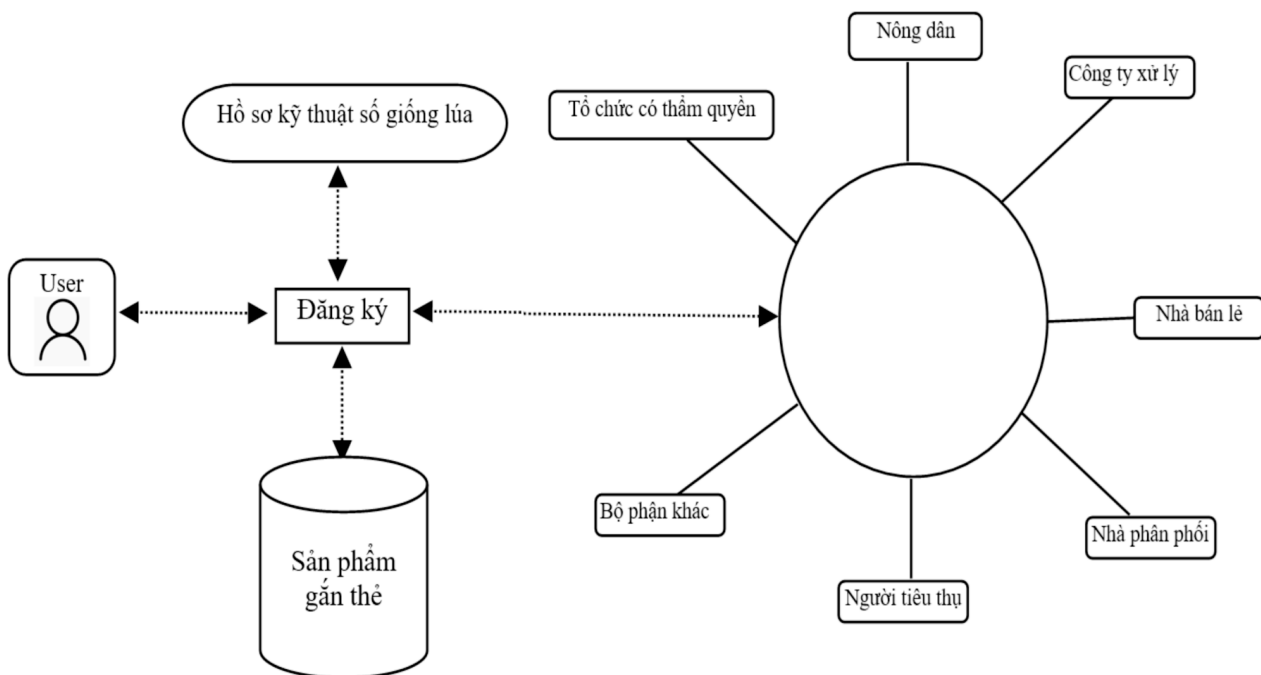 Nông dân
Công ty xử lý
Hồ sơ kỹ thuật số giống lúa
Tổ chức có thẩm quyền
User
Đăng ký
Nhà bán lẻ
Bộ phận khác
Nhà phân phối
Sản phẩm
gắn thẻ
Người tiêu thụ